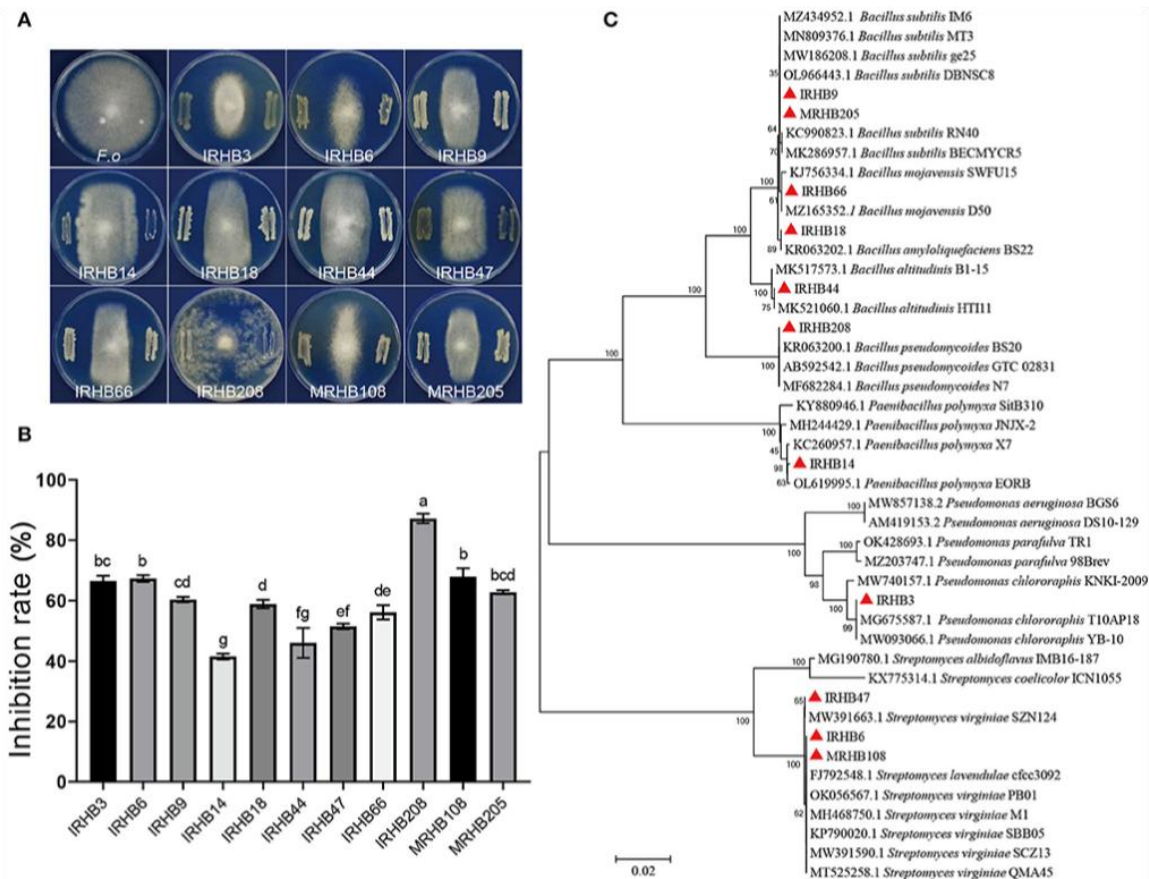 A
F.o
IRHB3
IRHB6
IRHB9
IRHB14
IRHB18
IRHB44
IRHB47
IRHB66
IRHB208
MRHB108
MRHB205
B
Inhibition rate (%)
100
80
60
40
20
0
bc
b
cd
g
d
fg
ef
de
a
b
bcd
IRHB3
IRHB6
IRHB9
IRHB14
IRHB18
IRHB44
IRHB47
IRHB66
IRHB208
MRHB108
MRHB205
C
MZ434952.1 Bacillus subtilis IM6
MN809376.1 Bacillus subtilis MT3
MW186208.1 Bacillus subtilis ge25
35
OL966443.1 Bacillus subtilis DBNSC8
IRHB9
MRHB205
64
KC990823.1 Bacillus subtilis RN40
70
MK286957.1 Bacillus subtilis BECMYCR5
KJ756334.1 Bacillus mojavensis SWFU15
100
IRHB66
61
MZ165352.1 Bacillus mojavensis D50
100
IRHB18
89
KR063202.1 Bacillus amyloliquefaciens BS22
MK517573.1 Bacillus altitudinis B1-15
100
100
IRHB44
75
MK521060.1 Bacillus altitudinis HTI11
IRHB208
100
KR063200.1 Bacillus pseudomycoides BS20
100
AB592542.1 Bacillus pseudomycoides GTC 02831
MF682284.1 Bacillus pseudomycoides N7
KY880946.1 Paenibacillus polymyxa SitB310
100
MH244429.1 Paenibacillus polymyxa JNJX-2
45
KC260957.1 Paenibacillus polymyxa X7
98
IRHB14
63
OL619995.1 Paenibacillus polymyxa EORB
100
MW857138.2 Pseudomonas aeruginosa BGS6
AM419153.2 Pseudomonas aeruginosa DS10-129
100
100
OK428693.1 Pseudomonas parafulva TR1
MZ203747.1 Pseudomonas parafulva 98Brev
93
MW740157.1 Pseudomonas chlororaphis KNKI-2009
100
IRHB3
99
MG675587.1 Pseudomonas chlororaphis T10AP18
MW093066.1 Pseudomonas chlororaphis YB-10
100
MG190780.1 Streptomyces albidoflavus IMB16-187
KX775314.1 Streptomyces coelicolor ICN1055
100
65
IRHB47
MW391663.1 Streptomyces virginiae SZN124
IRHB6
100
MRHB108
FJ792548.1 Streptomyces lavendulae cfcc3092
OK056567.1 Streptomyces virginiae PB01
62
MH468750.1 Streptomyces virginiae M1
KP790020.1 Streptomyces virginiae SBB05
MW391590.1 Streptomyces virginiae SCZ13
MT525258.1 Streptomyces virginiae QMA45
0.02